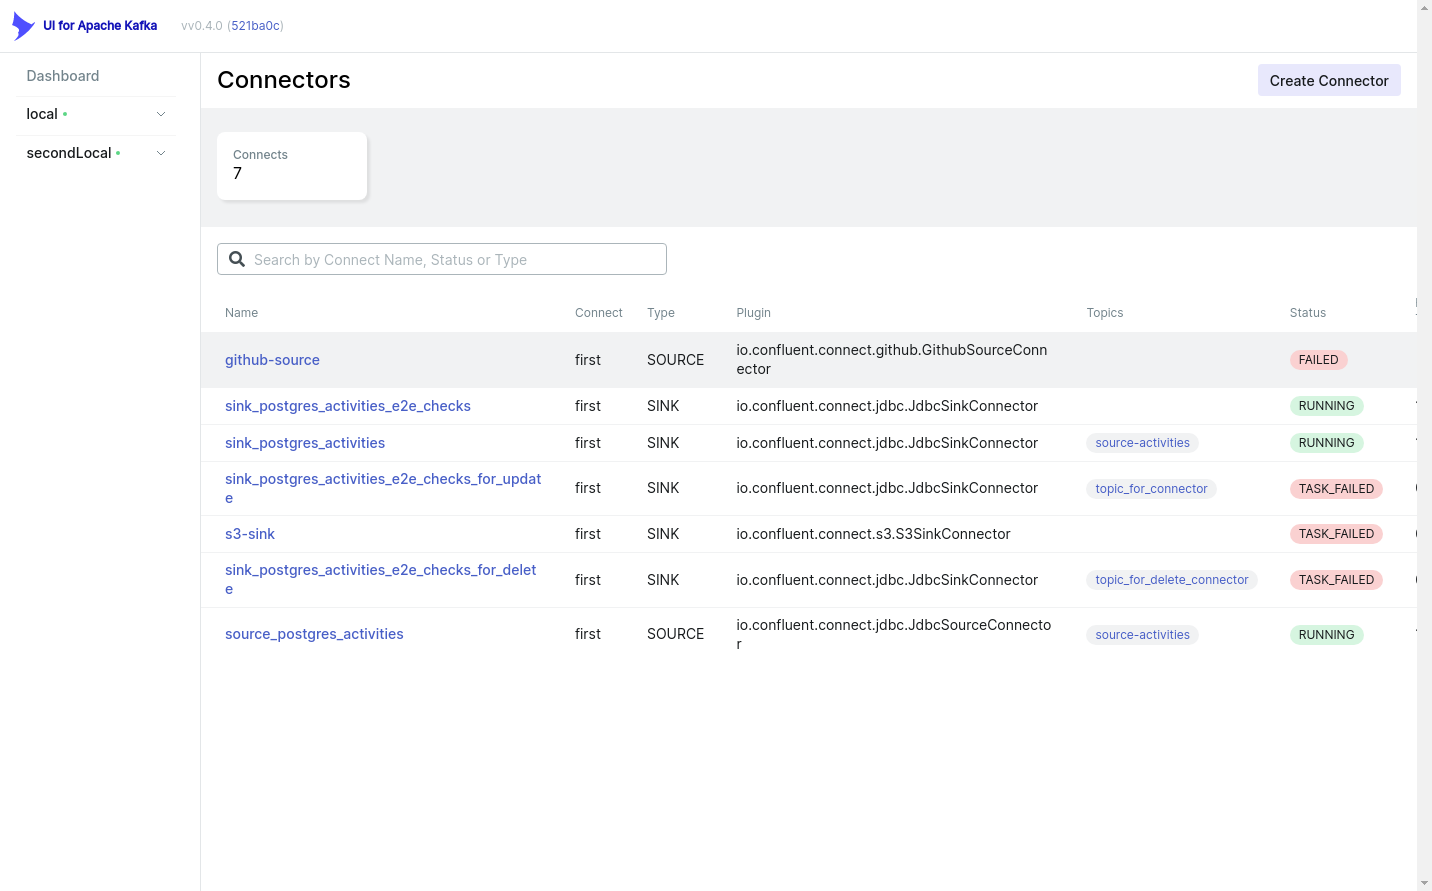 UI for Apache Kafka vv0.4.0 (521ba0c)
Dashboard
local
secondLocal
Connectors
Create Connector
Connects
7
Search by Connect Name, Status or Type
Name Connect Type Plugin Topics Status
github-source first SOURCE io.confluent.connect.github.GithubSourceConn
ector FAILED
sink_postgres_activities_e2e_checks first SINK io.confluent.connect.jdbc.JdbcSinkConnector RUNNING
sink_postgres_activities first SINK io.confluent.connect.jdbc.JdbcSinkConnector source-activities RUNNING
sink_postgres_activities_e2e_checks_for_updat
e first SINK io.confluent.connect.jdbc.JdbcSinkConnector topic_for_connector TASK_FAILED
s3-sink first SINK io.confluent.connect.s3.S3SinkConnector TASK_FAILED
sink_postgres_activities_e2e_checks_for_delet
e first SINK io.confluent.connect.jdbc.JdbcSinkConnector topic_for_delete_connector TASK_FAILED
source_postgres_activities first SOURCE io.confluent.connect.jdbc.JdbcSourceConnecto
r source-activities RUNNING